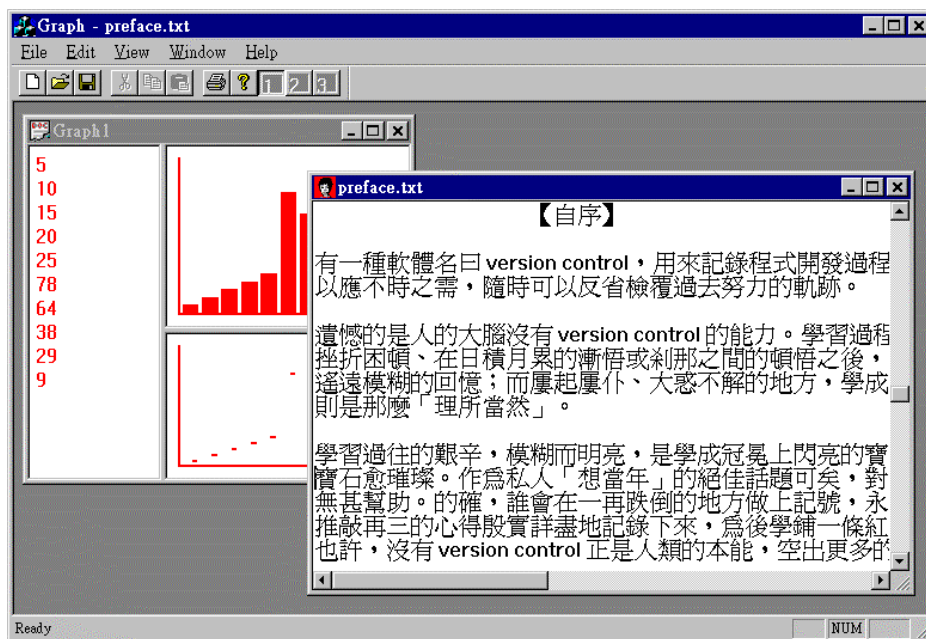 Graph - preface.txt
File Edit View Window Help
1 2 3
Graph1
5
10
15
20
25
78
64
38
29
9
preface.txt
【自序】
有一種軟體名曰 version control，用來記錄程式開發過程
以應不時之需，隨時可以反省檢覆過去努力的軌跡。
遺憾的是人的大腦沒有 version control 的能力。學習過程
挫折困頓、在日積月累的漸悟或剎那之間的頓悟之後，
遙遠模糊的回憶；而屢起屢仆、大惑不解的地方，學成
則是那麼「理所當然」。
學習過往的艱辛，模糊而明亮，是學成冠冕上閃亮的寶
寶石愈璀璨。作為私人「想當年」的絕佳話題可矣，對
無甚幫助。的確，誰會在一再跌倒的地方做上記號，永
推敲再三的心得殷實詳盡地記錄下來，為後學鋪一條紅
也許，沒有 version control 正是人類的本能，空出更多的
Ready
NUM